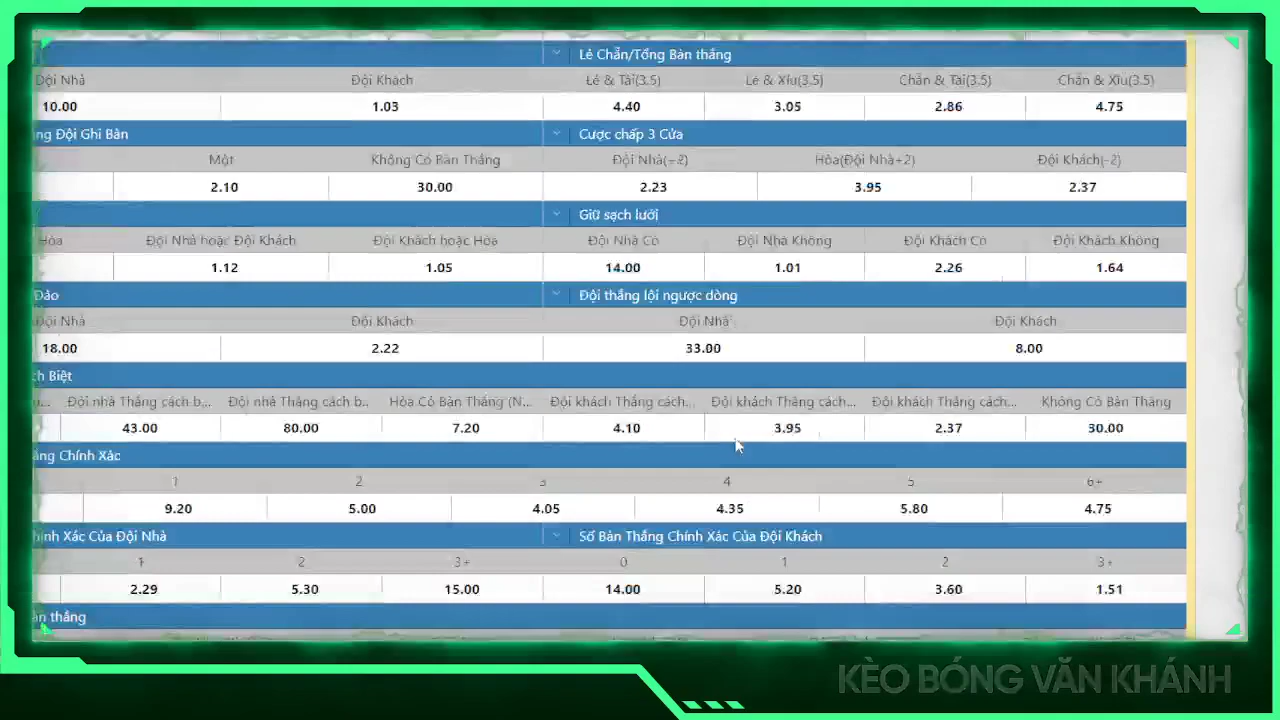 Lẻ Chẵn/Tổng Bàn thắng
Đội Nhà Đội Khách Lẻ & Tài(3.5) Lẻ & Xỉu(3.5) Chẵn & Tài(3.5) Chẵn & Xỉu(3.5)
10.00 1.03 4.40 3.05 2.86 4.75
ng Đội Ghi Bàn Cược chấp 3 Cửa
Một Không Có Bàn Thắng Đội Nhà(+2) Hòa(Đội Nhà+2) Đội Khách(-2)
2.10 30.00 2.23 3.95 2.37
Giữ sạch lưới
Hòa Đội Nhà hoặc Đội Khách Đội Khách hoặc Hòa Đội Nhà Có Đội Nhà Không Đội Khách Có Đội Khách Không
1.12 1.05 14.00 1.01 2.26 1.64
Đảo Đội thắng lội ngược dòng
Đội Nhà Đội Khách Đội Nhà Đội Khách
18.00 2.22 33.00 8.00
ch Biệt
Đội nhà Thắng cách b... Đội nhà Thắng cách b... Hòa Có Bàn Thắng (N... Đội khách Thắng cách... Đội khách Thắng cách... Đội khách Thắng cách... Không Có Bàn Thắng
43.00 80.00 7.20 4.10 3.95 2.37 30.00
ắng Chính Xác
1 2 3 4 5 6+
9.20 5.00 4.05 4.35 5.80 4.75
hính Xác Của Đội Nhà Số Bàn Thắng Chính Xác Của Đội Khách
1 2 3+ 0 1 2 3+
2.29 5.30 15.00 14.00 5.20 3.60 1.51
àn thắng
KÈO BÓNG VĂN KHÁNH